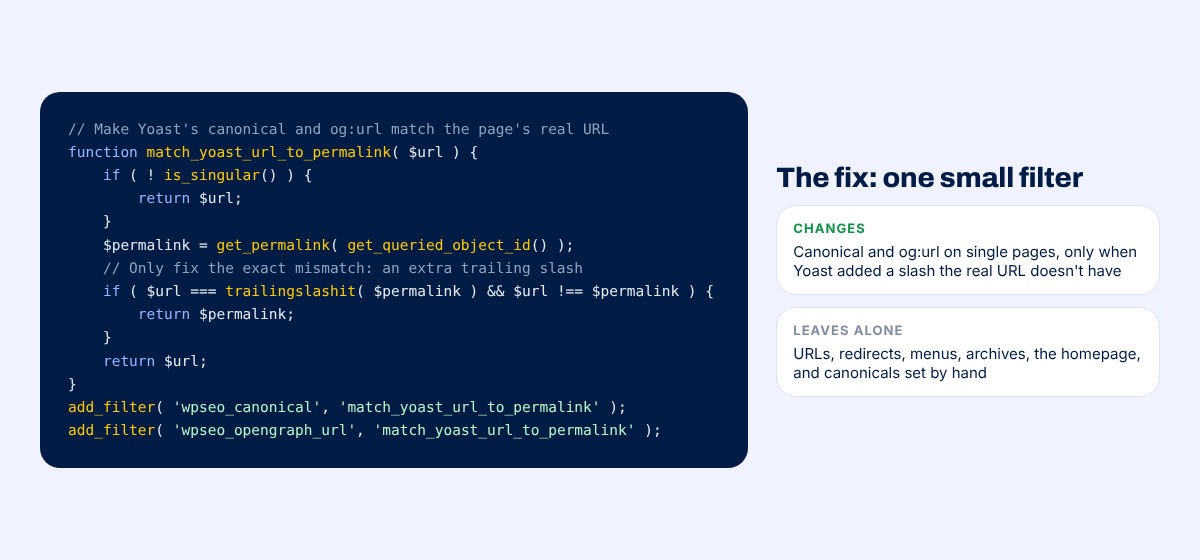 // Make Yoast's canonical and og:url match the page's real URL
function match_yoast_url_to_permalink( $url ) {
    if ( ! is_singular() ) {
        return $url;
    }
    $permalink = get_permalink( get_queried_object_id() );
    // Only fix the exact mismatch: an extra trailing slash
    if ( $url === trailingslashit( $permalink ) && $url !== $permalink ) {
        return $permalink;
    }
    return $url;
}
add_filter( 'wpseo_canonical', 'match_yoast_url_to_permalink' );
add_filter( 'wpseo_opengraph_url', 'match_yoast_url_to_permalink' );
The fix: one small filter
CHANGES
Canonical and og:url on single pages, only when
Yoast added a slash the real URL doesn't have
LEAVES ALONE
URLs, redirects, menus, archives, the homepage,
and canonicals set by hand